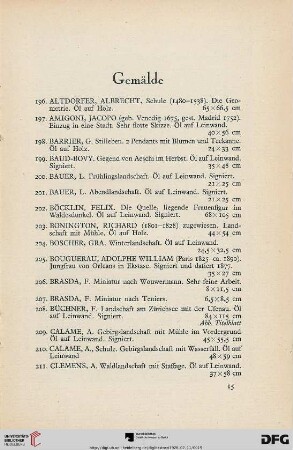 Gemälde
196. ALTDORFER, ALBRECHT, Schule (1480–1538). Die Geo-
metrie. Öl auf Holz. 65×66,5 cm
197. AMIGONI, JACOPO (geb. Venedig 1675, gest. Madrid 1752).
Einzug in eine Stadt. Sehr flotte Skizze. Öl auf Leinwand.
40×56 cm
198. BARRIER, G. Stilleben. 2 Pendants mit Blumen und Teekanne.
Öl auf Holz. 24×33 cm
199. BAUD-BOVY. Gegend von Aeschi im Herbst. Öl auf Leinwand.
Signiert. 35×48 cm
200. BAUER, L. Frühlingslandschaft. Öl auf Leinwand. Signiert.
21×25 cm
201. BAUER, L. Abendlandschaft. Öl auf Leinwand. Signiert.
21×25 cm
202. BÖCKLIN, FELIX. Die Quelle, liegende Frauenfigur im
Waldesdunkel. Öl auf Leinwand. Signiert. 68×105 cm
203. BONINGTON, RICHARD (1801–1828) zugewiesen. Land-
schaft mit Mühle. Öl auf Holz. 44×54 cm
204. BOSCHER, GRA. Winterlandschaft. Öl auf Leinwand.
24,5×32,5 cm
205. BOUGUERAU, ADOLPHE WILLIAM (Paris 1825–ca. 1890).
Jungfrau von Orleans in Ekstase. Signiert und datiert 1877.
35×27 cm
206. BRASDA, F. Miniatur nach Wouwermann. Sehr feine Arbeit.
8×11,5 cm
207. BRASDA, F. Miniatur nach Teniers. 6,5×8,5 cm
208. BÜCHNER, F. Landschaft am Zürichsee mit der Ufenau. Öl
auf Leinwand. Signiert. 84×115 cm
Abb. Titelblatt
209. CALAME, A. Gebirgslandschaft mit Mühle im Vordergrund.
Öl auf Leinwand. Signiert. 45×55,5 cm
210. CALAME, A., Schule. Gebirgslandschaft mit Wasserfall. Öl auf
Leinwand 48×59 cm
211. CLEMENS, A. Waldlandschaft mit Staffage. Öl auf Leinwand.
37×58 cm
15
UNIVERSITÄTS-
BIBLIOTHEK
HEIDELBERG
DFG